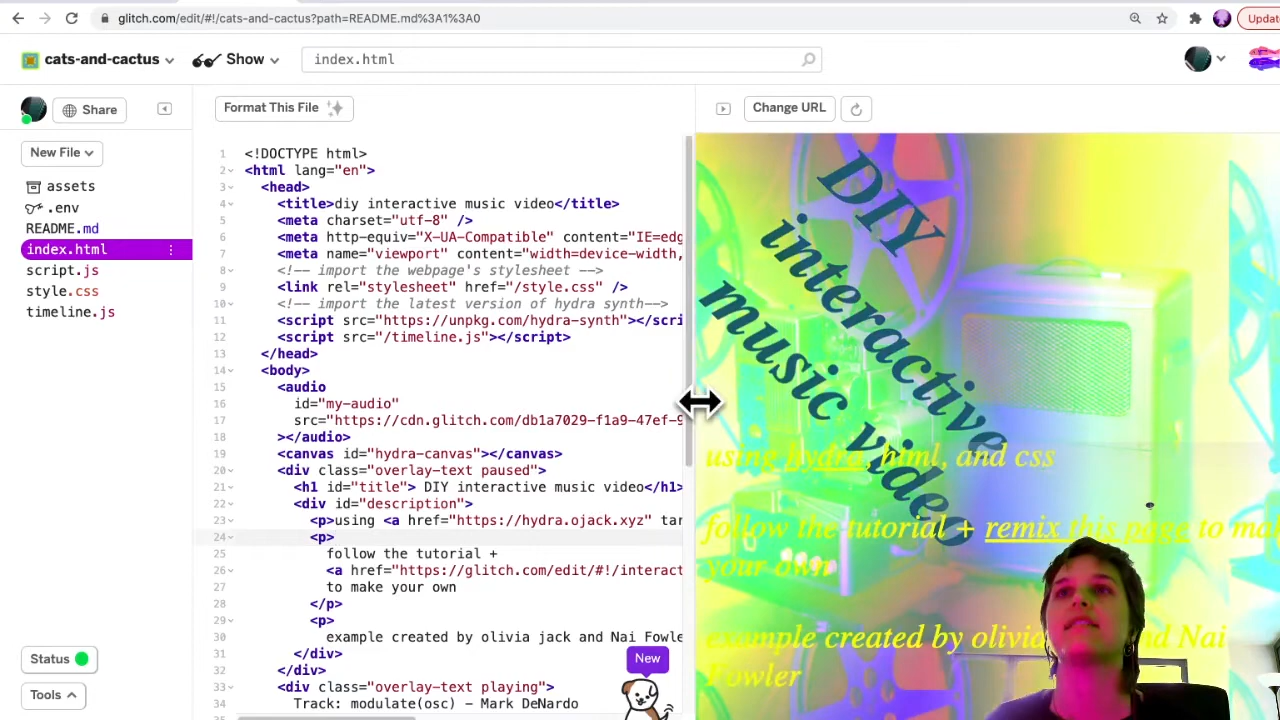 glitch.com/edit/#!/cats-and-cactus?path=README.md%3A1%3A0
Updat
cats-and-cactus
Show
index.html
Share
Format This File
Change URL
New File
assets
.env
README.md
index.html
script.js
style.css
timeline.js
1 <!DOCTYPE html>
2 <html lang="en">
3 <head>
4 <title>diy interactive music video</title>
5 <meta charset="utf-8" />
6 <meta http-equiv="X-UA-Compatible" content="IE=edg
7 <meta name="viewport" content="width=device-width,
8 <!-- import the webpage's stylesheet -->
9 <link rel="stylesheet" href="/style.css" />
10 <!-- import the latest version of hydra synth-->
11 <script src="https://unpkg.com/hydra-synth"></scri
12 <script src="/timeline.js"></script>
13 </head>
14 <body>
15 <audio
16 id="my-audio"
17 src="https://cdn.glitch.com/db1a7029-f1a9-47ef-9
18 ></audio>
19 <canvas id="hydra-canvas"></canvas>
20 <div class="overlay-text paused">
21 <h1 id="title"> DIY interactive music video</h1>
22 <div id="description">
23 <p>using <a href="https://hydra.ojack.xyz" tar
24 <p>
25 follow the tutorial +
26 <a href="https://glitch.com/edit/#!/interact
27 to make your own
28 </p>
29 <p>
30 example created by olivia jack and Nai Fowle
31 </p>
32 </div>
33 <div class="overlay-text playing">
34 Track: modulate(osc) - Mark DeNardo
DIY
interactive
music video
using hydra, html, and css
follow the tutorial + remix this page to mak
your own
example created by olivia
nd Nai
Fowler
New
Status
Tools